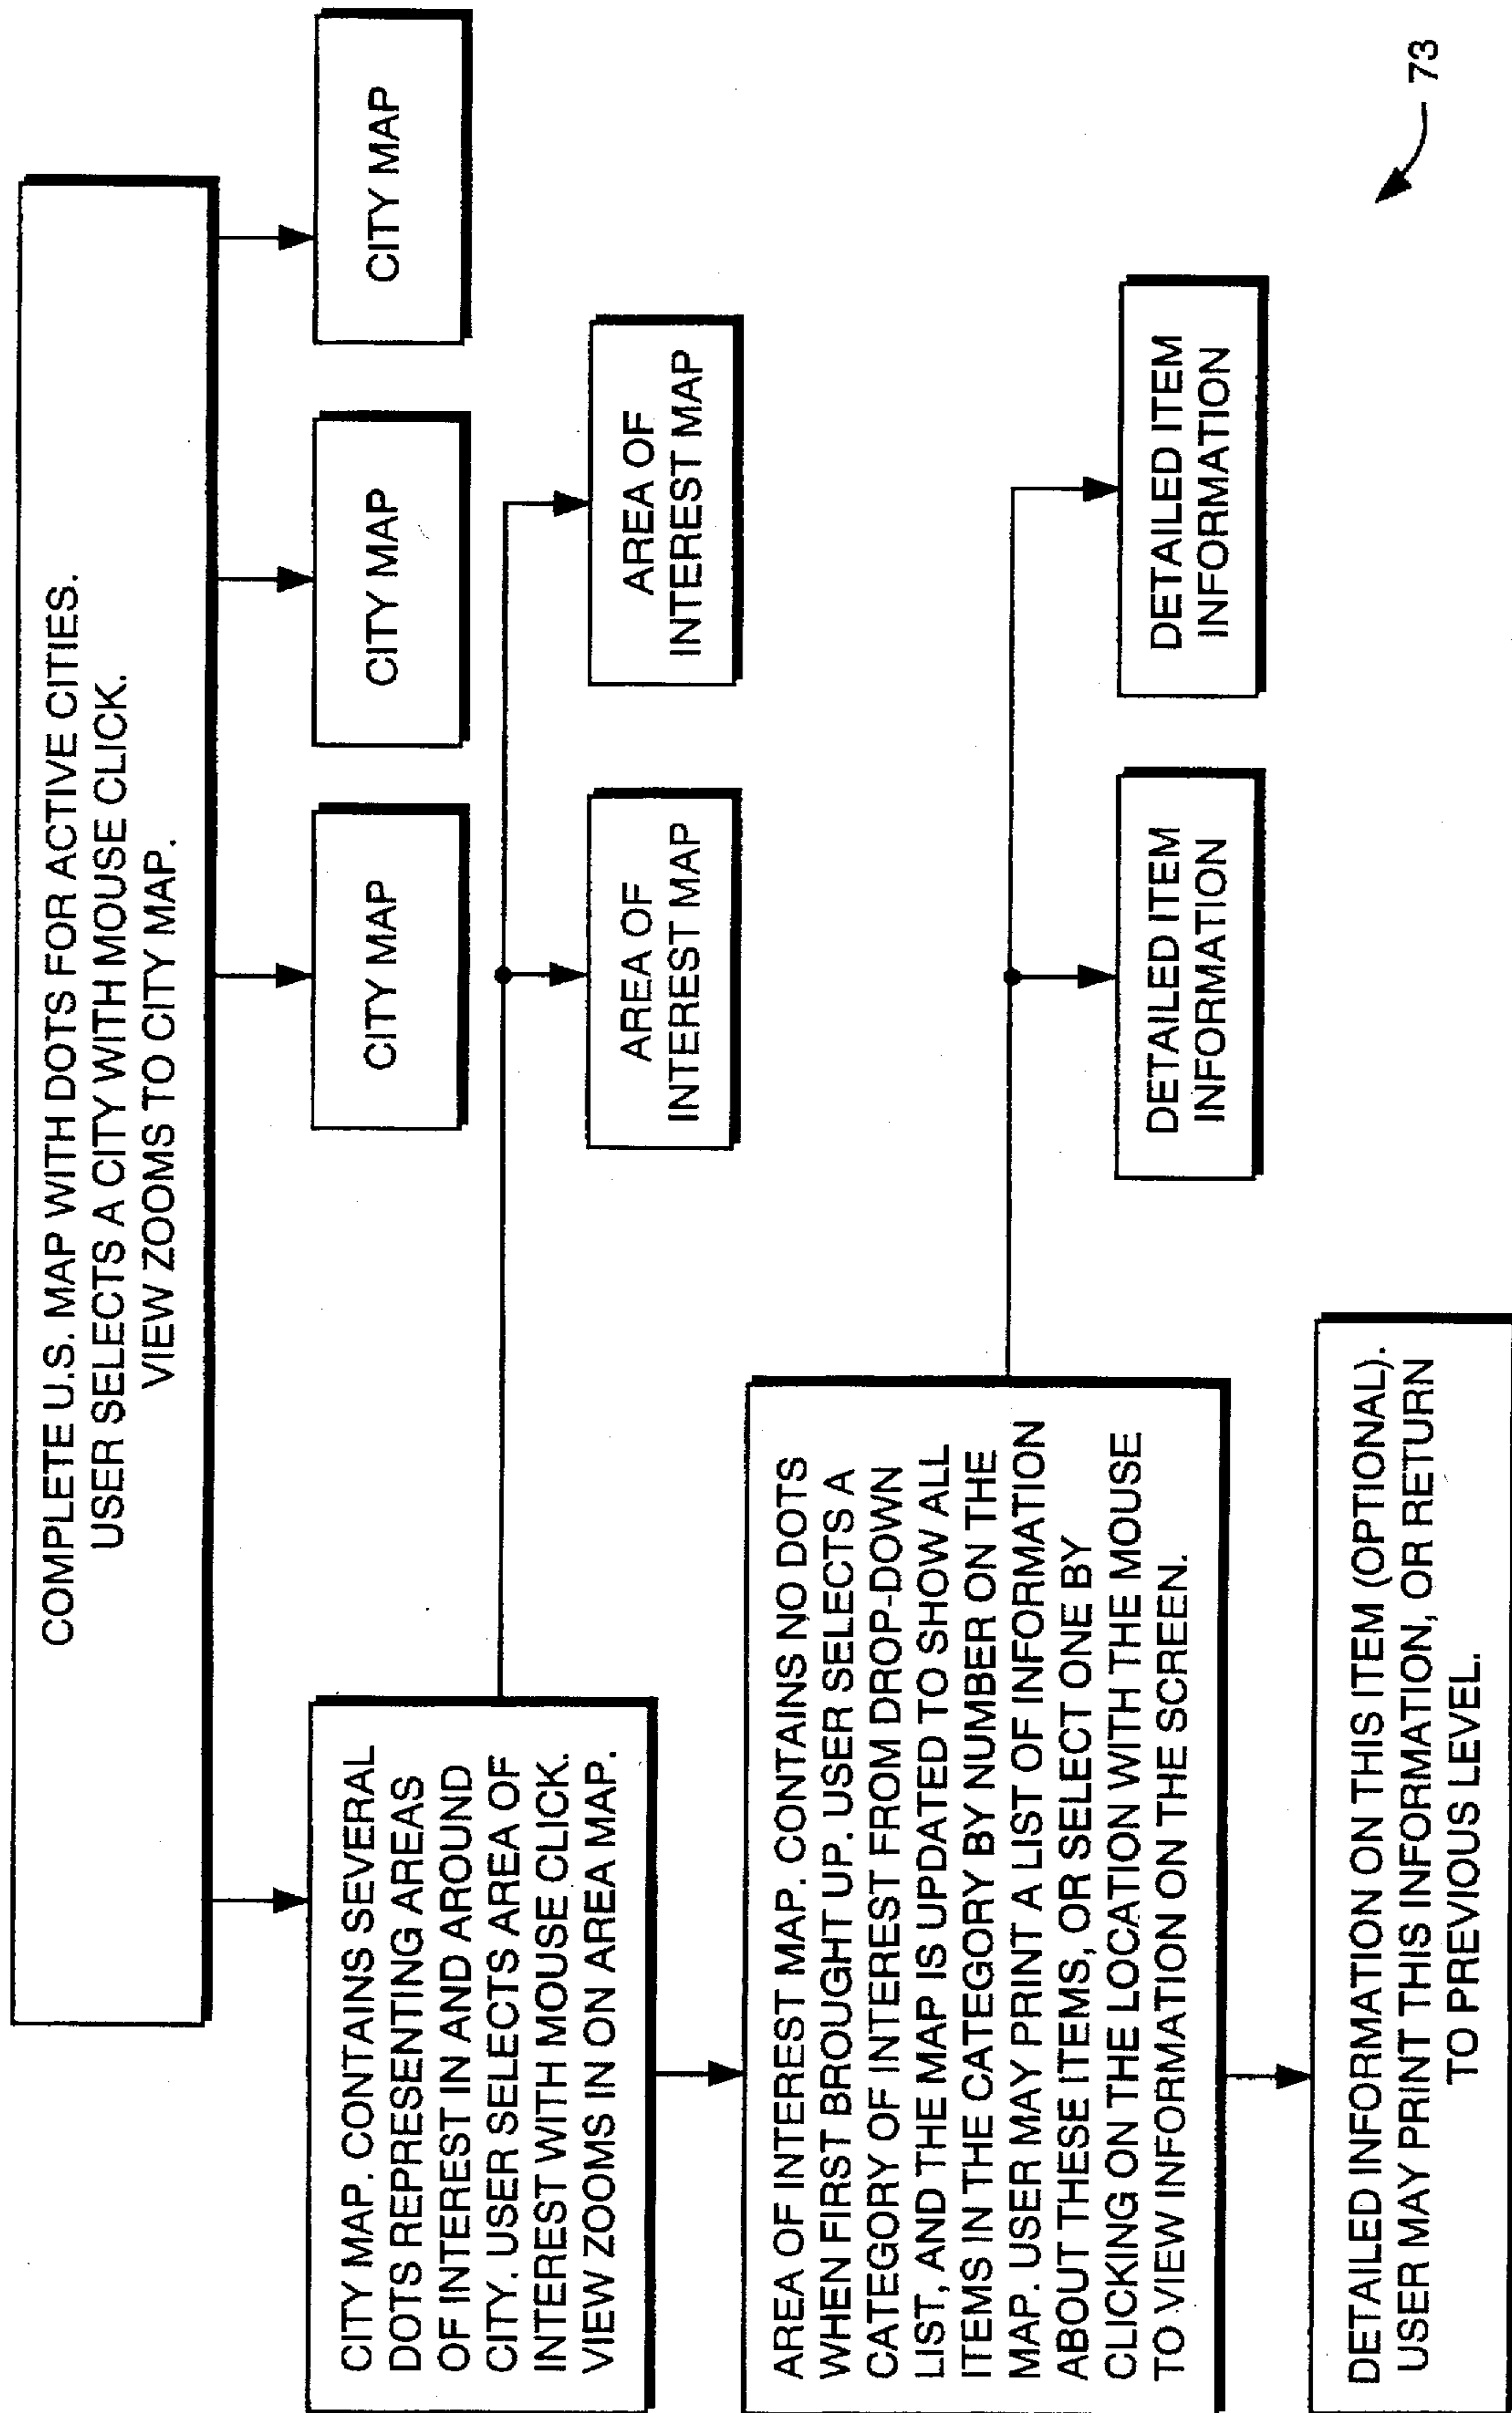 COMPLETE U.S. MAP WITH DOTS FOR ACTIVE CITIES.
USER SELECTS A CITY WITH MOUSE CLICK.
VIEW ZOOMS TO CITY MAP.
CITY MAP. CONTAINS SEVERAL
DOTS REPRESENTING AREAS
OF INTEREST IN AND AROUND
CITY. USER SELECTS AREA OF
INTEREST WITH MOUSE CLICK.
VIEW ZOOMS IN ON AREA MAP.
CITY MAP
CITY MAP
CITY MAP
AREA OF
INTEREST MAP
AREA OF
INTEREST MAP
AREA OF INTEREST MAP. CONTAINS NO DOTS
WHEN FIRST BROUGHT UP. USER SELECTS A
CATEGORY OF INTEREST FROM DROP-DOWN
LIST, AND THE MAP IS UPDATED TO SHOW ALL
ITEMS IN THE CATEGORY BY NUMBER ON THE
MAP. USER MAY PRINT A LIST OF INFORMATION
ABOUT THESE ITEMS, OR SELECT ONE BY
CLICKING ON THE LOCATION WITH THE MOUSE
TO VIEW INFORMATION ON THE SCREEN.
DETAILED ITEM
INFORMATION
DETAILED ITEM
INFORMATION
DETAILED INFORMATION ON THIS ITEM (OPTIONAL).
USER MAY PRINT THIS INFORMATION, OR RETURN
TO PREVIOUS LEVEL.
73